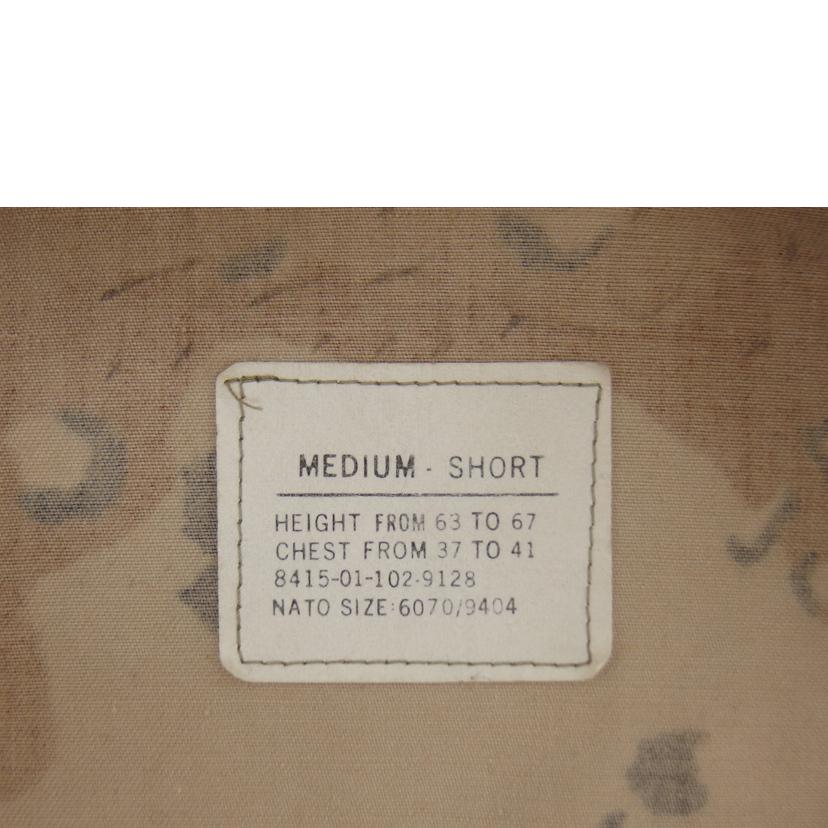 MEDIUM - SHORT
HEIGHT FROM 63 TO 67
CHEST FROM 37 TO 41
8415-01-102-9128
NATO SIZE:6070/9404